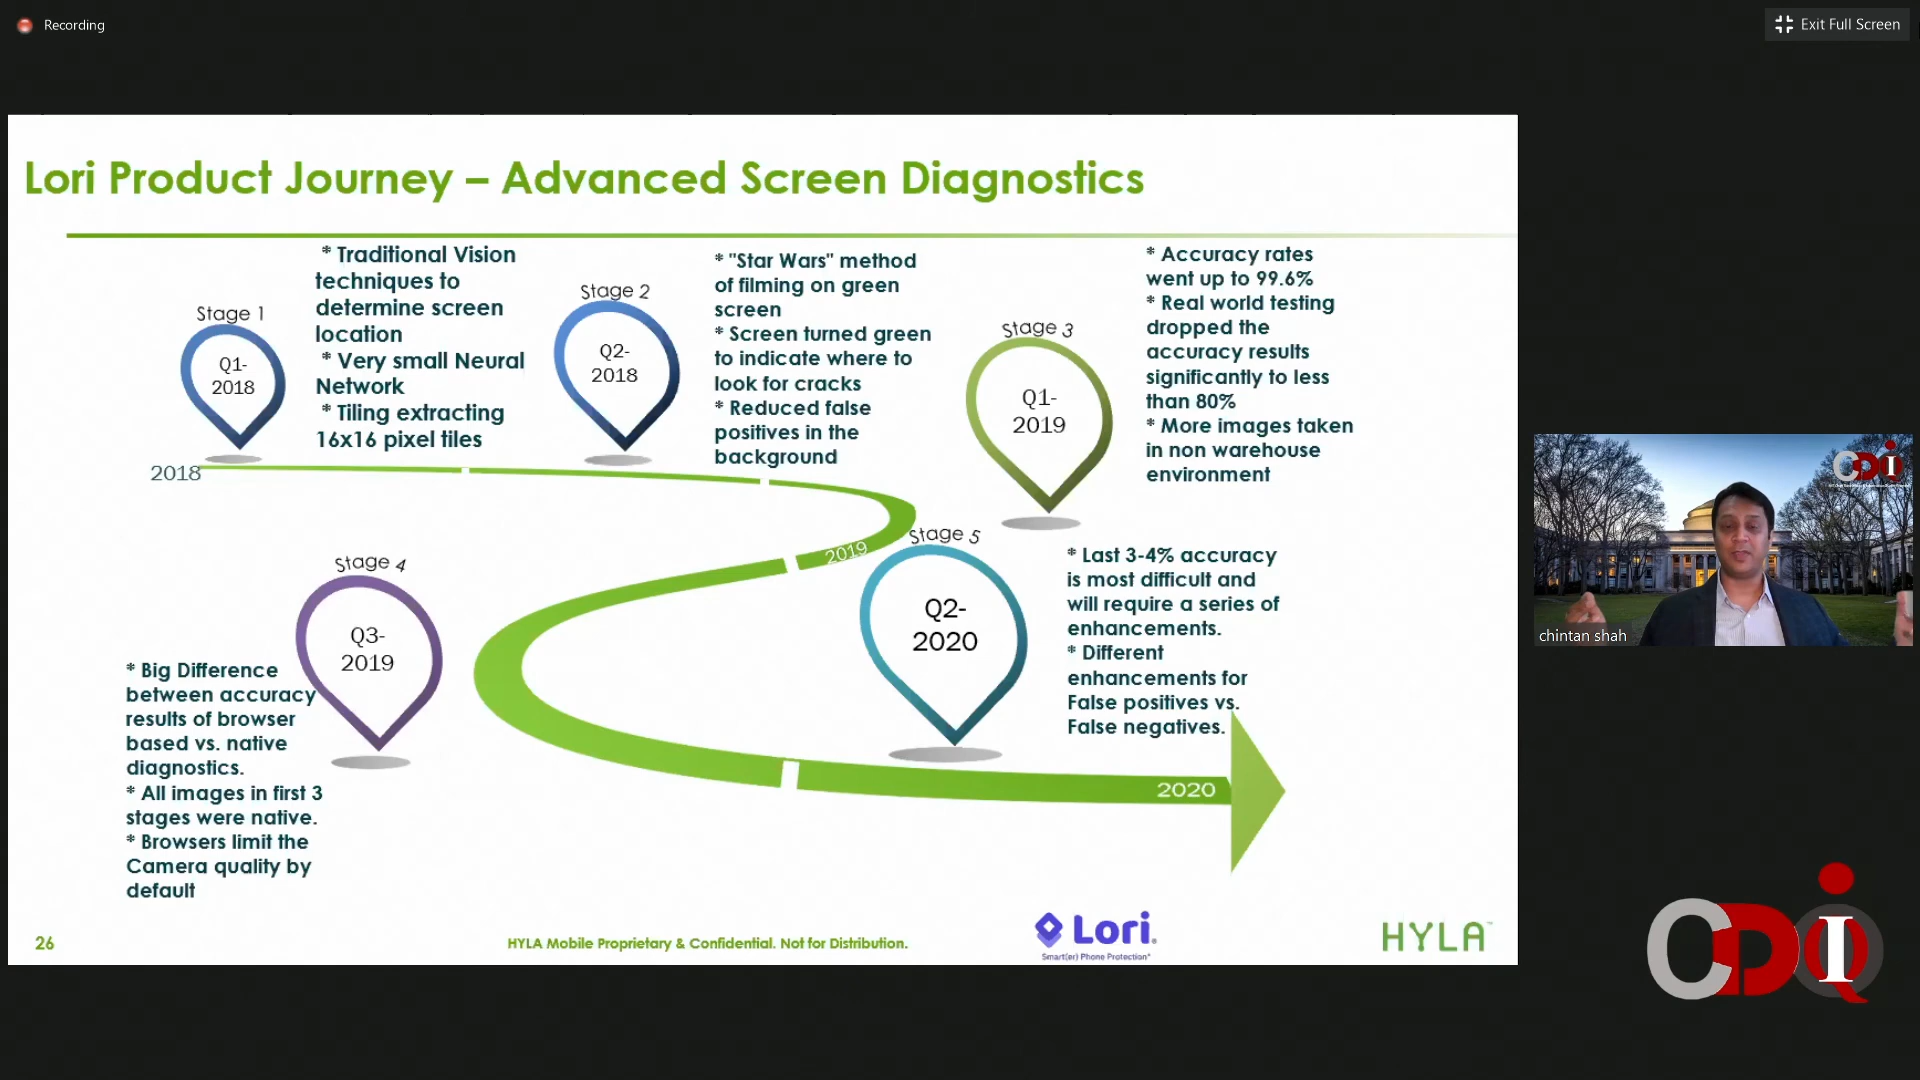 Recording
Exit Full Screen
Lori Product Journey – Advanced Screen Diagnostics
Stage 1
Q1-
2018
* Traditional Vision
techniques to
determine screen
location
* Very small Neural
Network
* Tiling extracting
16x16 pixel tiles
Stage 2
Q2-
2018
* "Star Wars" method
of filming on green
screen
* Screen turned green
to indicate where to
look for cracks
* Reduced false
positives in the
background
Stage 3
Q1-
2019
* Accuracy rates
went up to 99.6%
* Real world testing
dropped the
accuracy results
significantly to less
than 80%
* More images taken
in non warehouse
environment
2018
2019
Stage 4
Q3-
2019
* Big Difference
between accuracy
results of browser
based vs. native
diagnostics.
* All images in first 3
stages were native.
* Browsers limit the
Camera quality by
default
Stage 5
Q2-
2020
* Last 3-4% accuracy
is most difficult and
will require a series of
enhancements.
* Different
enhancements for
False positives vs.
False negatives.
2020
26
HYLA Mobile Proprietary & Confidential. Not for Distribution.
Lori.
Smart(er) Phone Protection*
HYLA™
CDQI
chintan shah
CDQI